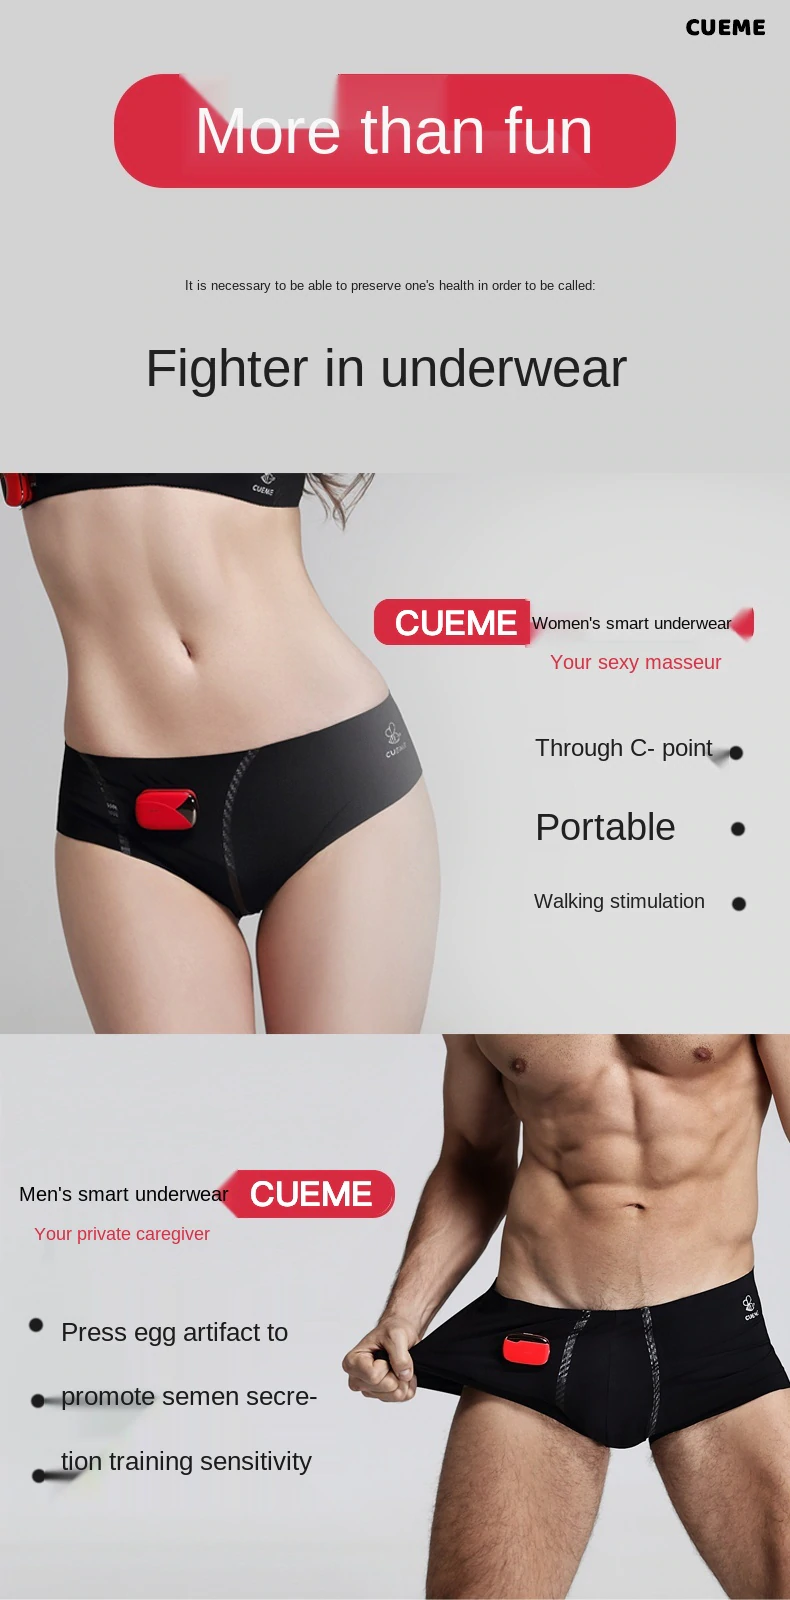 CUEME
More than fun
It is necessary to be able to preserve one's health in order to be called:
Fighter in underwear
CUEME
CUEME Women's smart underwear
Your sexy masseur
CUEME
Through C- point
Portable
Walking stimulation
Men's smart underwear CUEME
Your private caregiver
CUEME
Press egg artifact to
promote semen secre-
tion training sensitivity